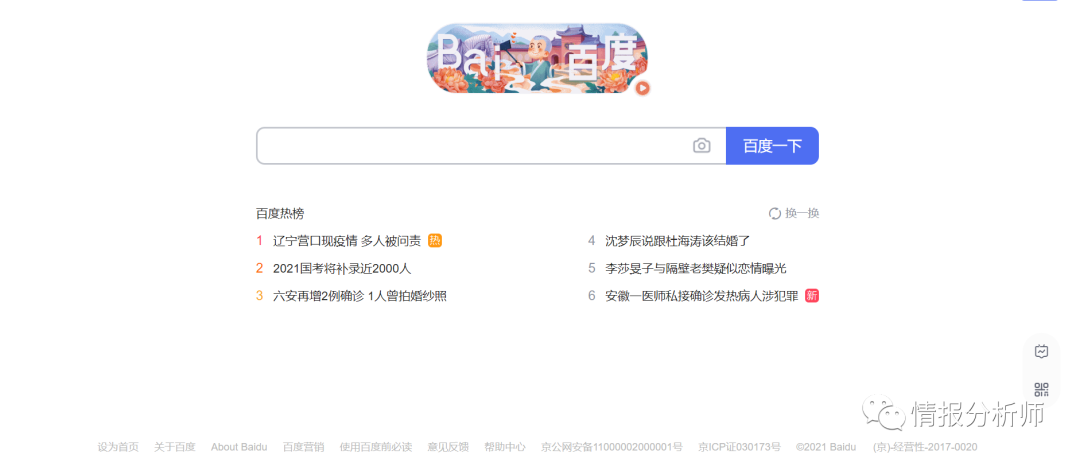 Baidu 百度
百度一下
百度热榜
换一换
1 辽宁营口现疫情 多人被问责 热
2 2021国考将补录近2000人
3 六安再增2例确诊 1人曾拍婚纱照
4 沈梦辰说跟杜海涛该结婚了
5 李莎旻子与隔壁老樊疑似恋情曝光
6 安徽一医师私接确诊发热病人涉犯罪 新
情报分析师
设为首页 关于百度 About Baidu 百度营销 使用百度前必读 意见反馈 帮助中心 京公网安备11000002000001号 京ICP证030173号 ©2021 Baidu (京)-经营性-2017-0020